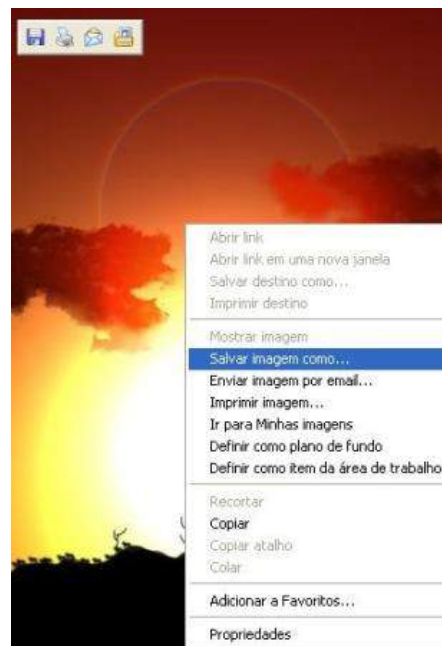 Abrir link
Abrir link em uma nova janela
Salvar destino como...
Imprimir destino
Mostrar imagem
Salvar imagem como...
Enviar imagem por email...
Imprimir imagem...
Ir para Minhas imagens
Definir como plano de fundo
Definir como item da área de trabalho
Recortar
Copiar
Copiar atalho
Colar
Adicionar a Favoritos...
Propriedades